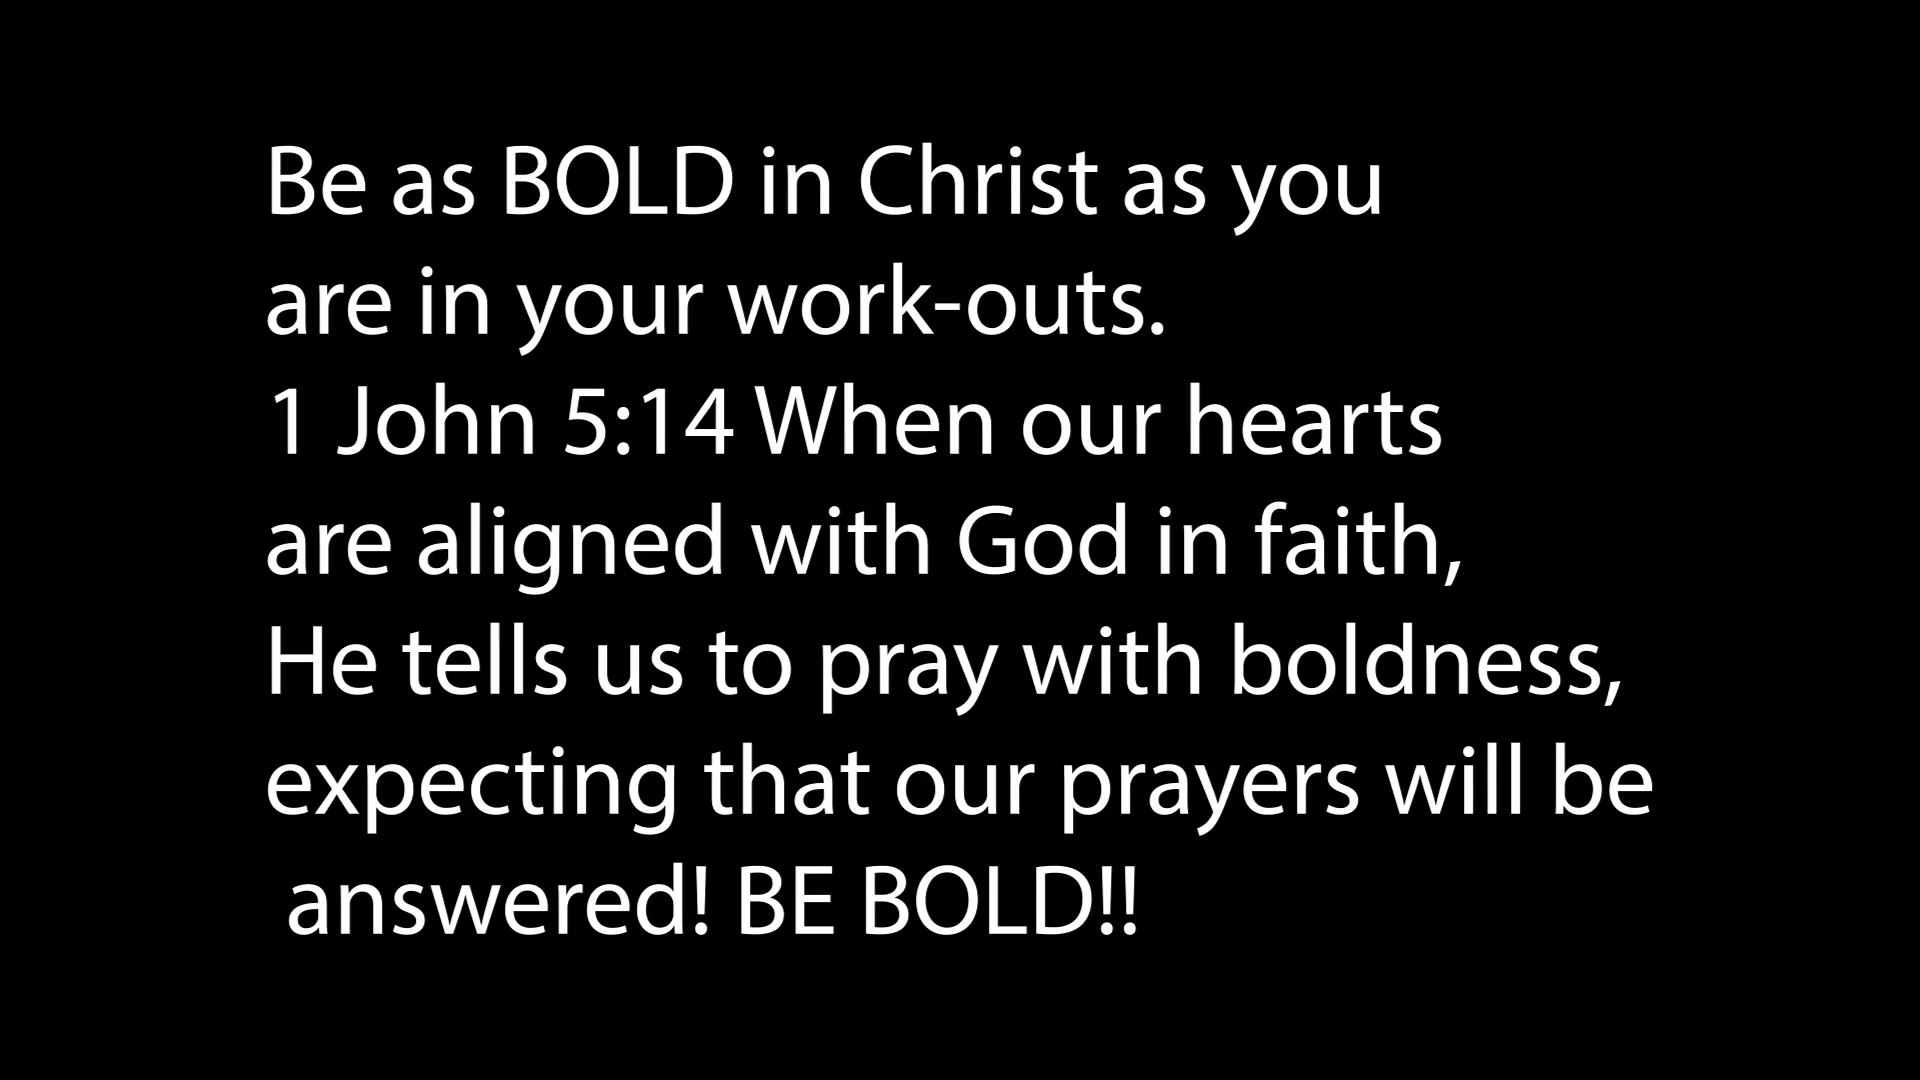 Be as BOLD in Christ as you
are in your work-outs.
1 John 5:14 When our hearts
are aligned with God in faith,
He tells us to pray with boldness,
expecting that our prayers will be
answered! BE BOLD!!